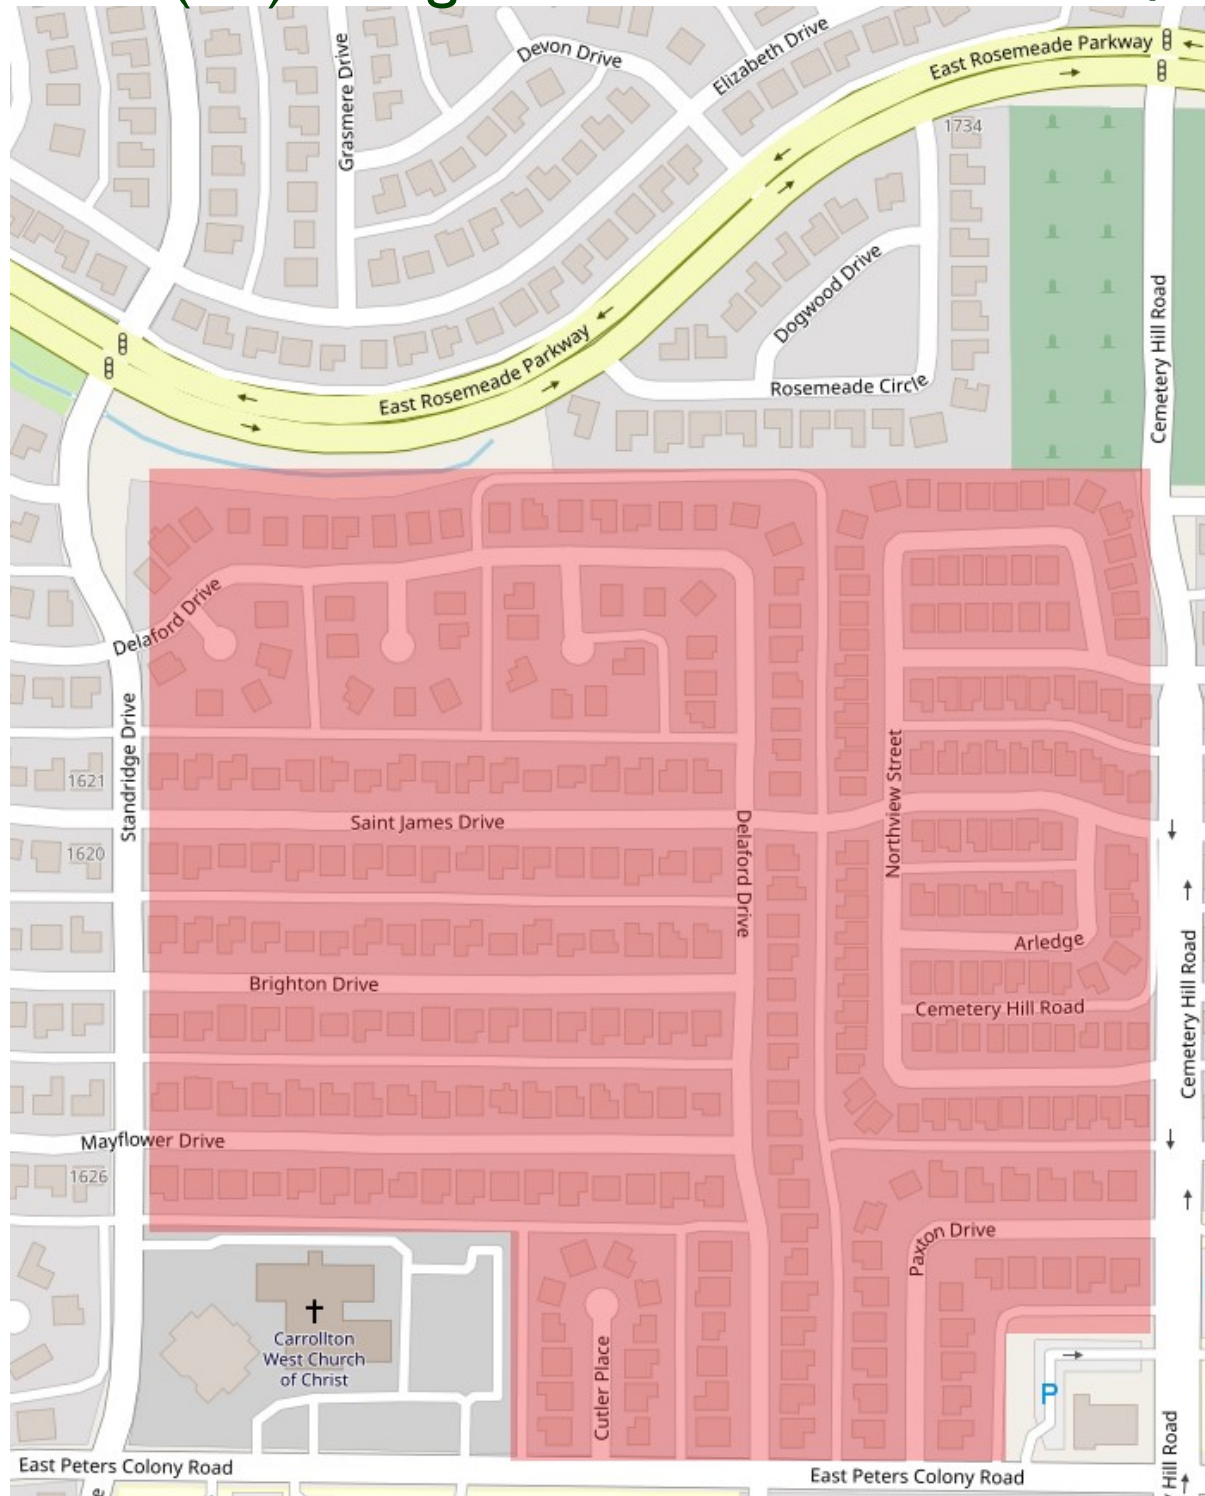 Devon Drive
Elizabeth Drive
East Rosemeade Parkway
Grasmere Drive
1734
Dogwood Drive
Cemetery Hill Road
East Rosemeade Parkway
Rosemeade Circle
Delaford Drive
Standridge Drive
1621
Saint James Drive
Northview Street
1620
Delaford Drive
Arledge
Brighton Drive
Cemetery Hill Road
Cemetery Hill Road
Mayflower Drive
1626
Paxton Drive
Carrollton
West Church
of Christ
Cutler Place
P
East Peters Colony Road
East Peters Colony Road
Hill Road